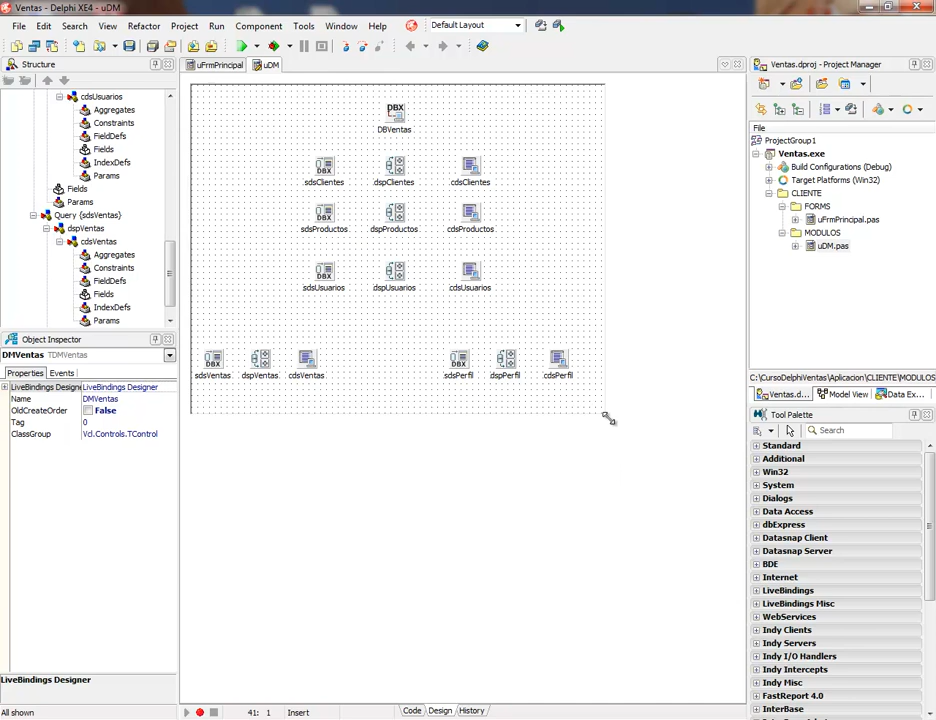 Ventas - Delphi XE4 - uDM
File Edit Search View Refactor Project Run Component Tools Window Help Default Layout
Structure
cdsUsuarios
Aggregates
Constraints
FieldDefs
Fields
IndexDefs
Params
Fields
Params
Query {sdsVentas}
dspVentas
cdsVentas
Aggregates
Constraints
FieldDefs
Fields
IndexDefs
Params
Object Inspector
DMVentas TDMVentas
Properties Events
LiveBindings Designer LiveBindings Designer
Name DMVentas
OldCreateOrder False
Tag 0
ClassGroup Vcl.Controls.TControl
LiveBindings Designer
All shown
uFrmPrincipal uDM
DBX
DBVentas
DBX
sdsClientes dspClientes cdsClientes
DBX
sdsProductos dspProductos cdsProductos
DBX
sdsUsuarios dspUsuarios cdsUsuarios
DBX DBX
sdsVentas dspVentas cdsVentas sdsPerfil dspPerfil cdsPerfil
41: 1 Insert Code Design History
Ventas.dproj - Project Manager
File
ProjectGroup1
Ventas.exe
Build Configurations (Debug)
Target Platforms (Win32)
CLIENTE
FORMS
uFrmPrincipal.pas
MODULOS
uDM.pas
C:\CursoDelphiVentas\Aplicacion\CLIENTE\MODULOS
Ventas.d... Model View Data Ex...
Tool Palette
Search
Standard
Additional
Win32
System
Dialogs
Data Access
dbExpress
Datasnap Client
Datasnap Server
BDE
Internet
LiveBindings
LiveBindings Misc
WebServices
Indy Clients
Indy Servers
Indy I/O Handlers
Indy Intercepts
Indy Misc
FastReport 4.0
InterBase